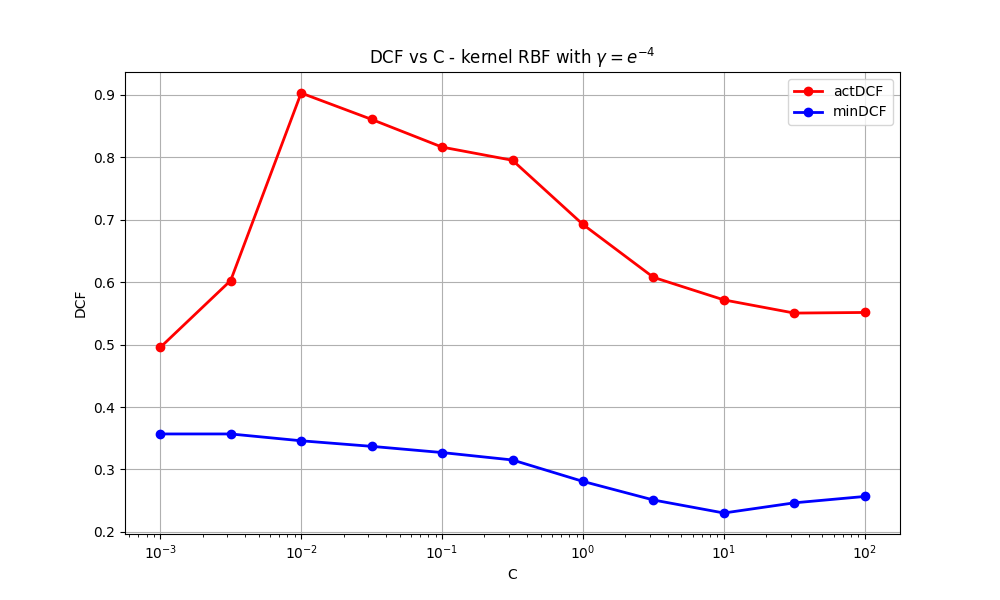 DCF vs C - kernel RBF with γ = e⁻⁴
actDCF
minDCF
0.9
0.8
0.7
0.6
0.5
0.4
0.3
0.2
DCF
10⁻³ 10⁻² 10⁻¹ 10⁰ 10¹ 10²
C